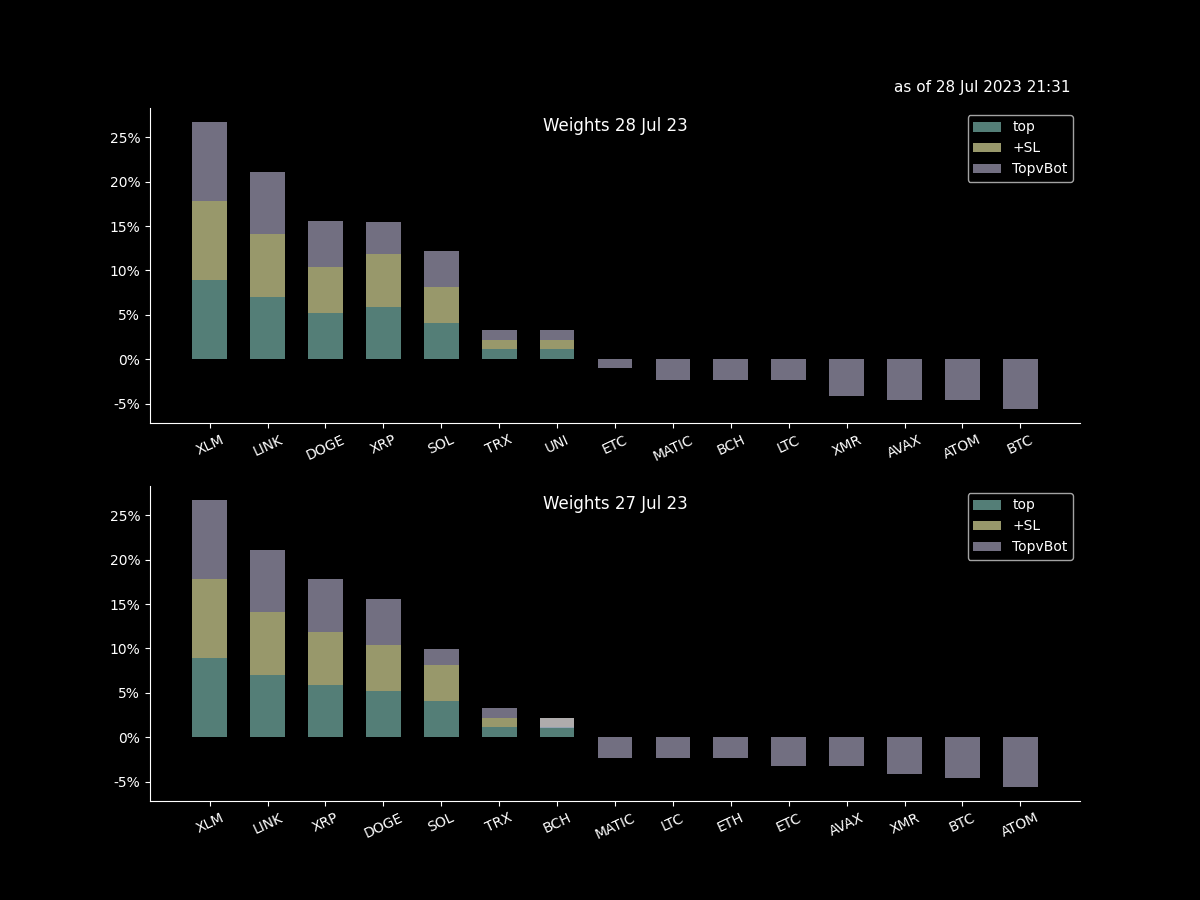 as of 28 Jul 2023 21:31
Weights 28 Jul 23
top
+SL
TopvBot
25%
20%
15%
10%
5%
0%
-5%
XLM LINK DOGE XRP SOL TRX UNI ETC MATIC BCH LTC XMR AVAX ATOM BTC
Weights 27 Jul 23
top
+SL
TopvBot
25%
20%
15%
10%
5%
0%
-5%
XLM LINK XRP DOGE SOL TRX BCH MATIC LTC ETH ETC AVAX XMR BTC ATOM